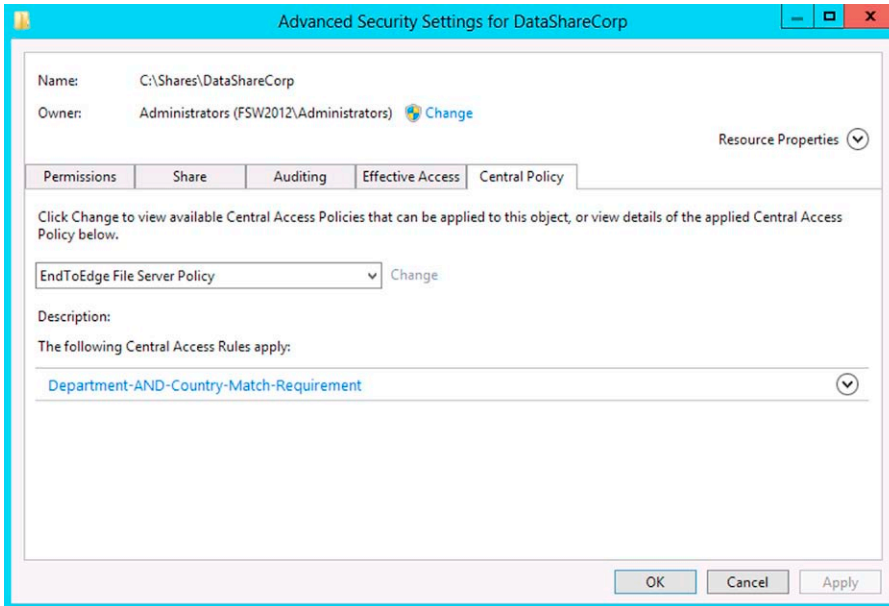 Advanced Security Settings for DataShareCorp
Name: C:\Shares\DataShareCorp
Owner: Administrators (FSW2012\Administrators) Change
Resource Properties
Permissions Share Auditing Effective Access Central Policy
Click Change to view available Central Access Policies that can be applied to this object, or view details of the applied Central Access
Policy below.
EndToEdge File Server Policy Change
Description:
The following Central Access Rules apply:
Department-AND-Country-Match-Requirement
OK Cancel Apply